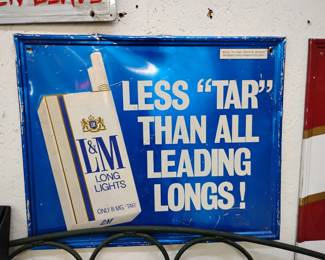 LESS "TAR"
THAN ALL
LEADING
LONGS!
L&M
LONG
LIGHTS
ONLY 8 MG. "TAR"
L&M